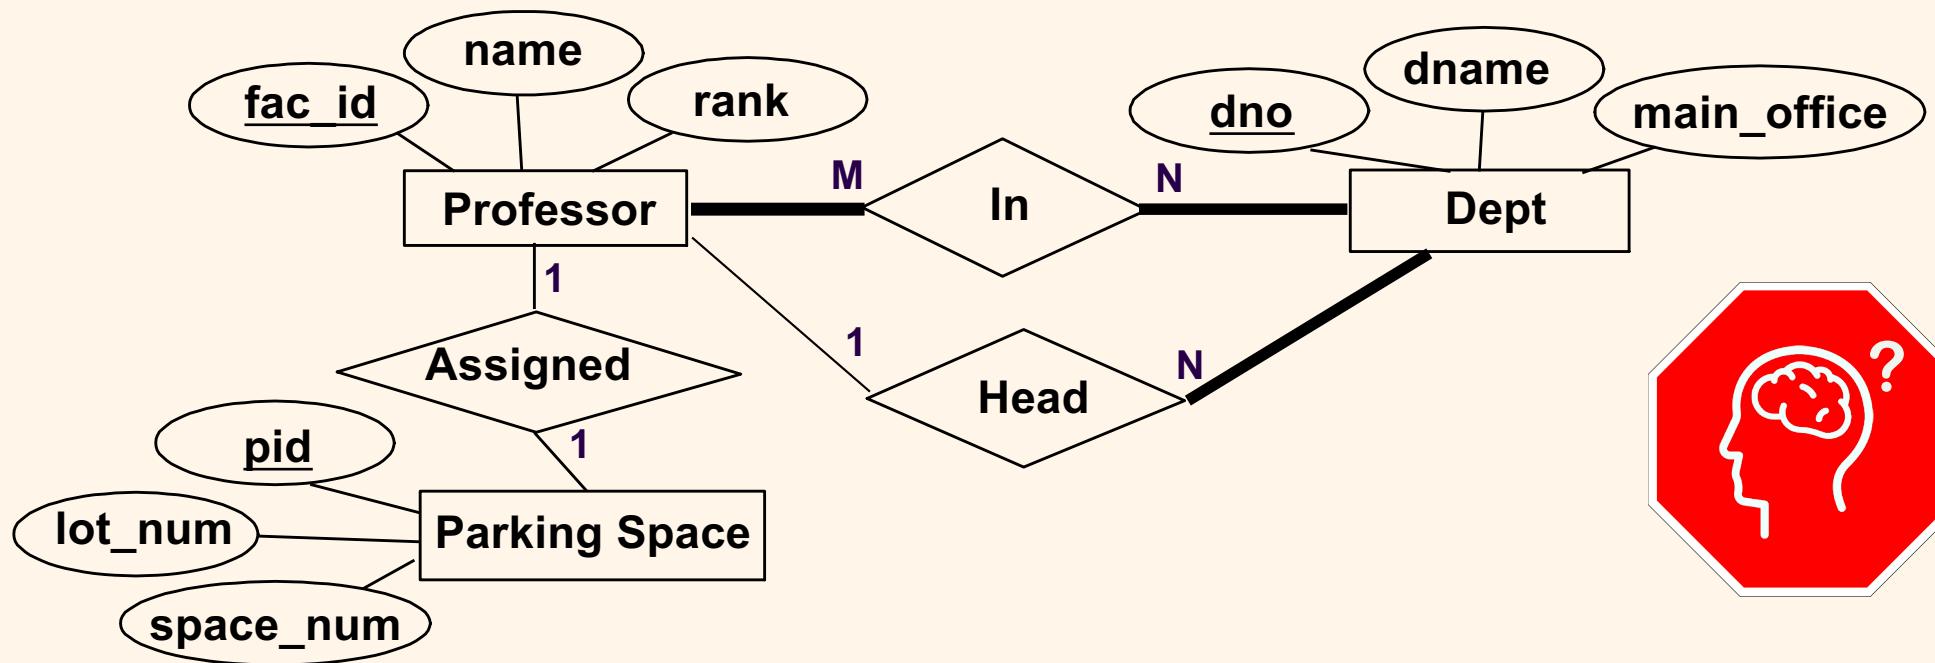 name
fac_id
rank
dname
dno
main_office
M
N
Professor
In
Dept
1
Assigned
1
Head
N
1
pid
lot_num
Parking Space
space_num
?